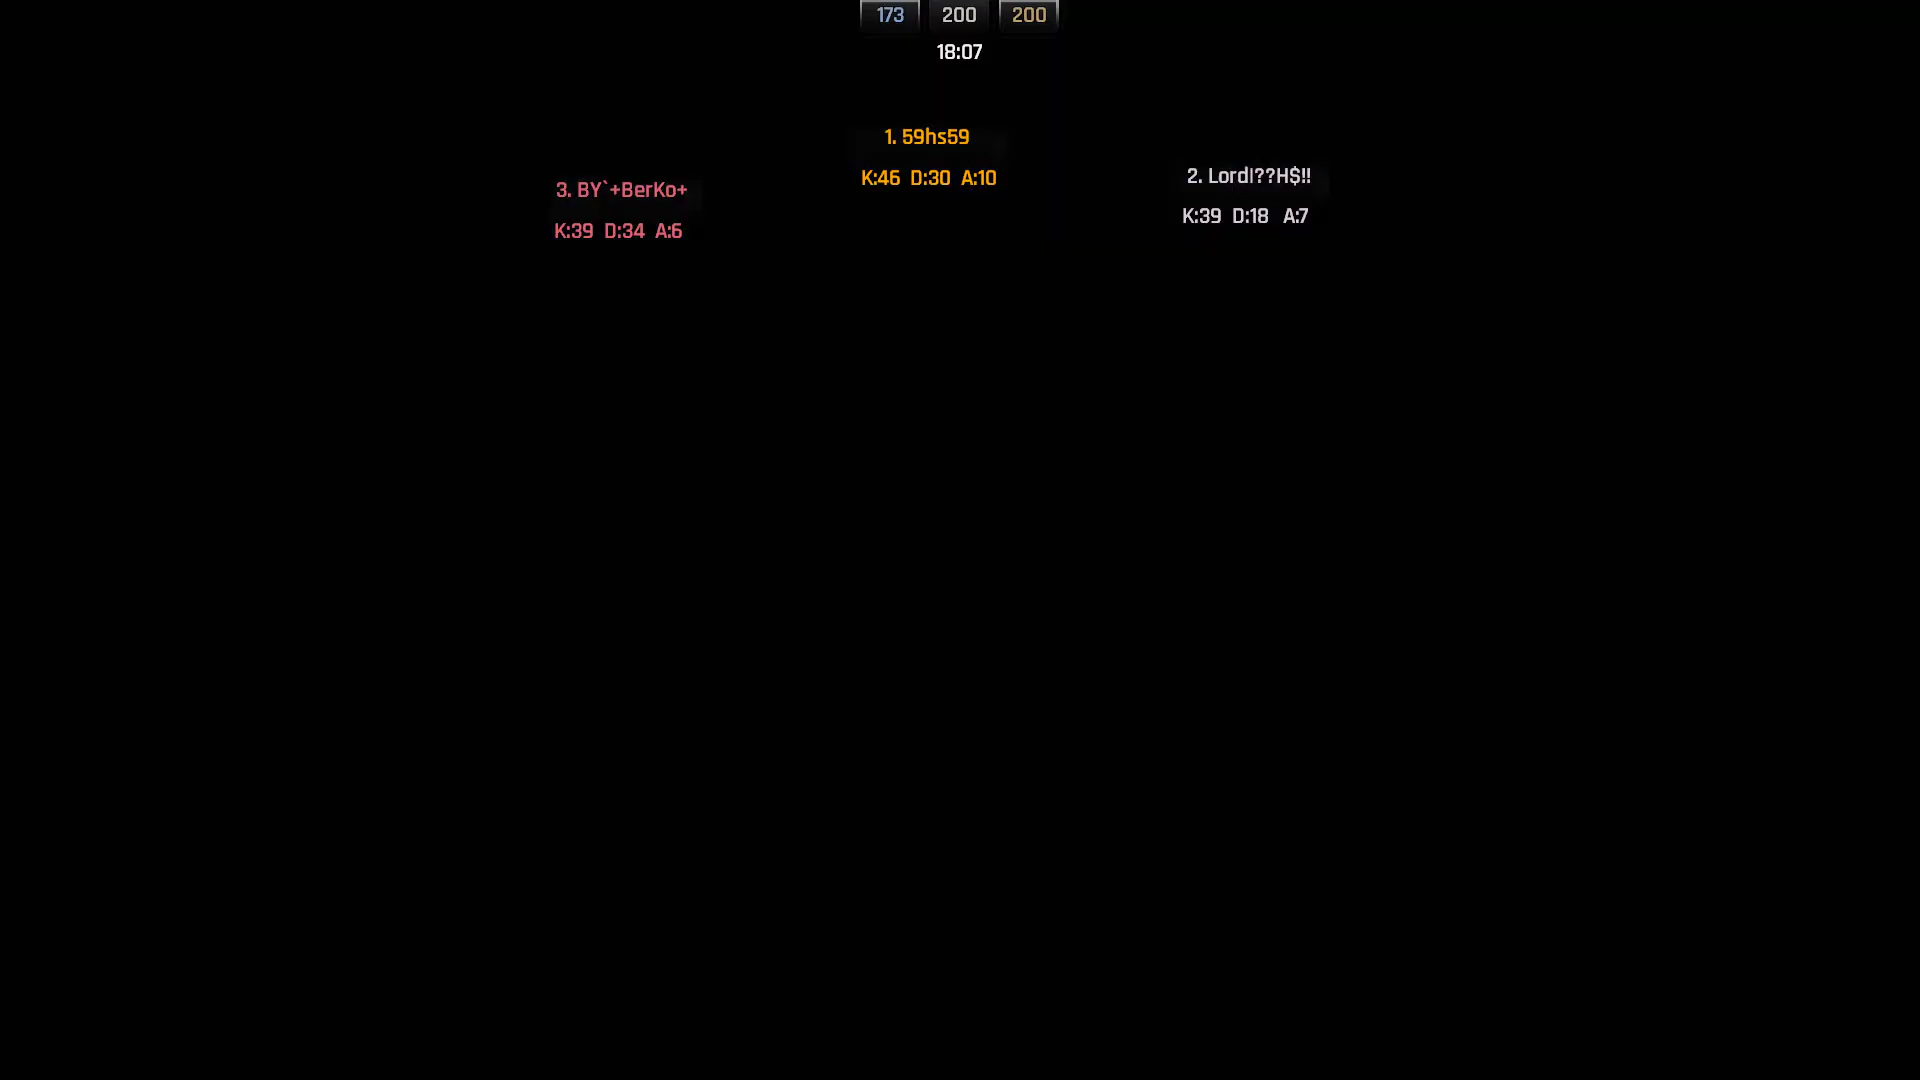 173 200 200
18:07
1. 59hs59
K:46 D:30 A:10
2. Lord|??H$!!
K:39 D:18 A:7
3. BY`+BerKo+
K:39 D:34 A:6